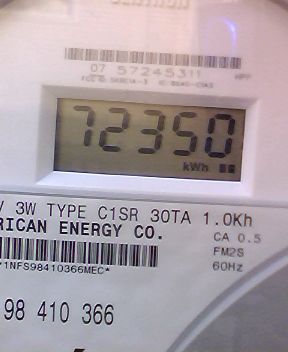 CENTRON
07 57245311
72350
kWh
V 3W TYPE C1SR 30TA 1.0Kh
RICAN ENERGY CO.
CA 0.5
FM2S
60Hz
*1NFS98410366MEC*
98 410 366